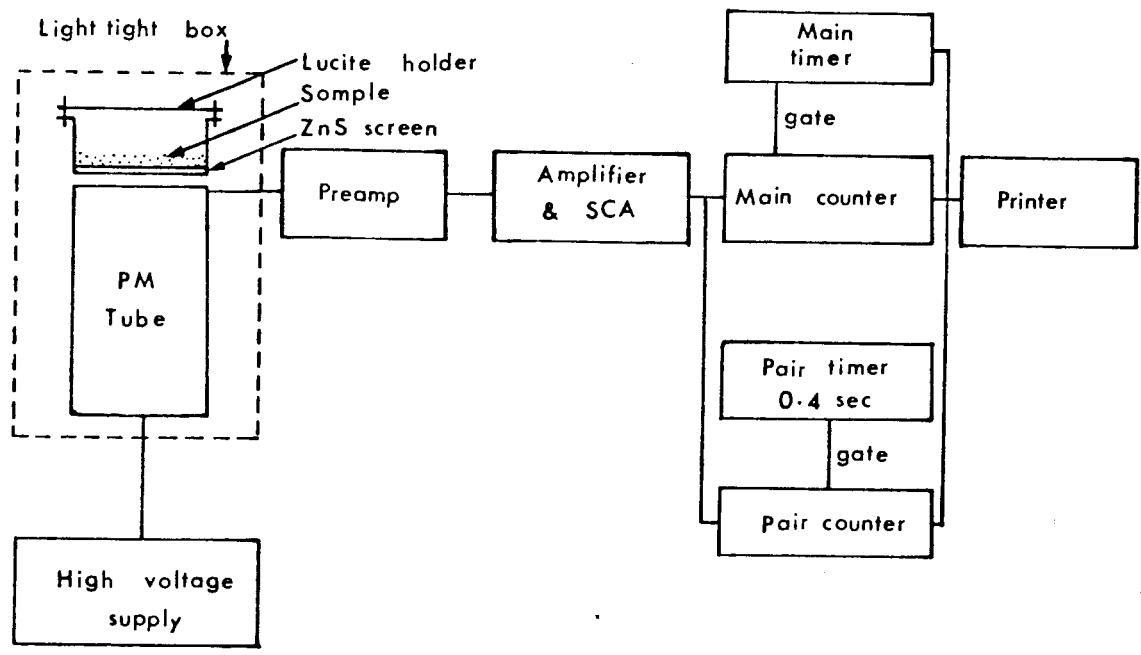 Light tight box
Lucite holder
Somple
ZnS screen
PM
Tube
High voltage
supply
Preamp
Amplifier
& SCA
Main
timer
gate
Main counter
Printer
Pair timer
0·4 sec
gate
Pair counter